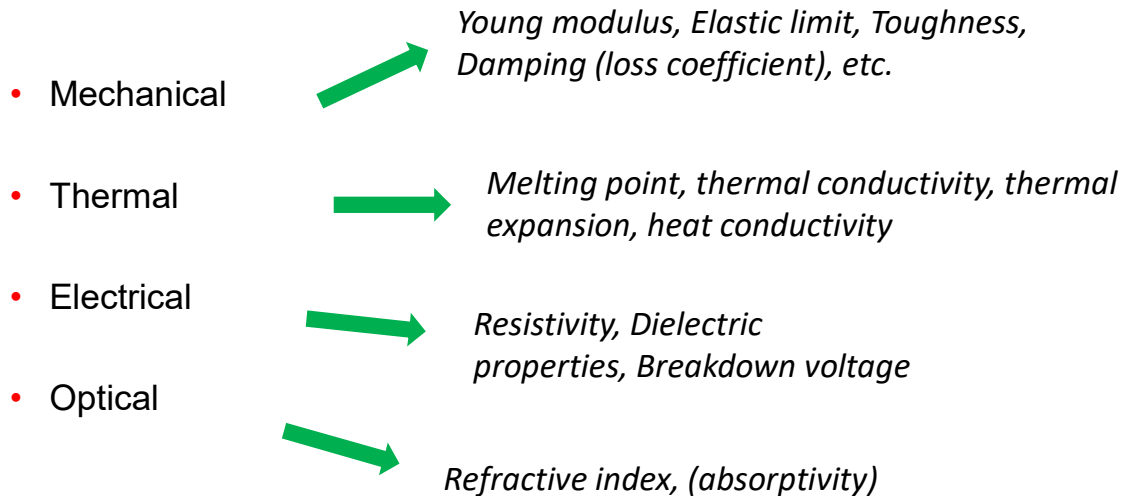 Young modulus, Elastic limit, Toughness,
Damping (loss coefficient), etc.
• Mechanical
• Thermal
Melting point, thermal conductivity, thermal
expansion, heat conductivity
• Electrical
Resistivity, Dielectric
properties, Breakdown voltage
• Optical
Refractive index, (absorptivity)